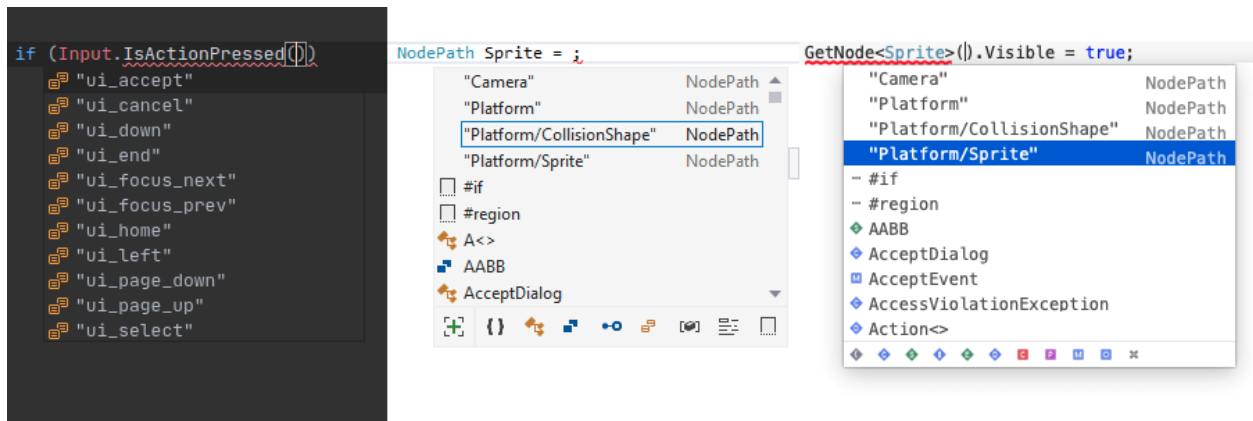 if (Input.IsActionPressed())
"ui_accept"
"ui_cancel"
"ui_down"
"ui_end"
"ui_focus_next"
"ui_focus_prev"
"ui_home"
"ui_left"
"ui_page_down"
"ui_page_up"
"ui_select"
NodePath Sprite = ;
"Camera" NodePath
"Platform" NodePath
"Platform/CollisionShape" NodePath
"Platform/Sprite" NodePath
#if
#region
A<>
AABB
AcceptDialog
GetNode<Sprite>().Visible = true;
"Camera" NodePath
"Platform" NodePath
"Platform/CollisionShape" NodePath
"Platform/Sprite" NodePath
#if
#region
AABB
AcceptDialog
AcceptEvent
AccessViolationException
Action<>